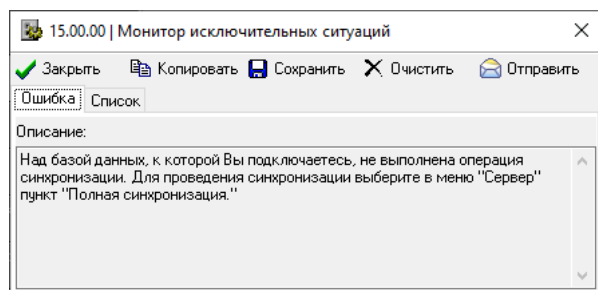 15.00.00 | Монитор исключительных ситуаций
Закрыть Копировать Сохранить Очистить Отправить
Ошибка Список
Описание:
Над базой данных, к которой Вы подключаетесь, не выполнена операция
синхронизации. Для проведения синхронизации выберите в меню "Сервер"
пункт "Полная синхронизация."